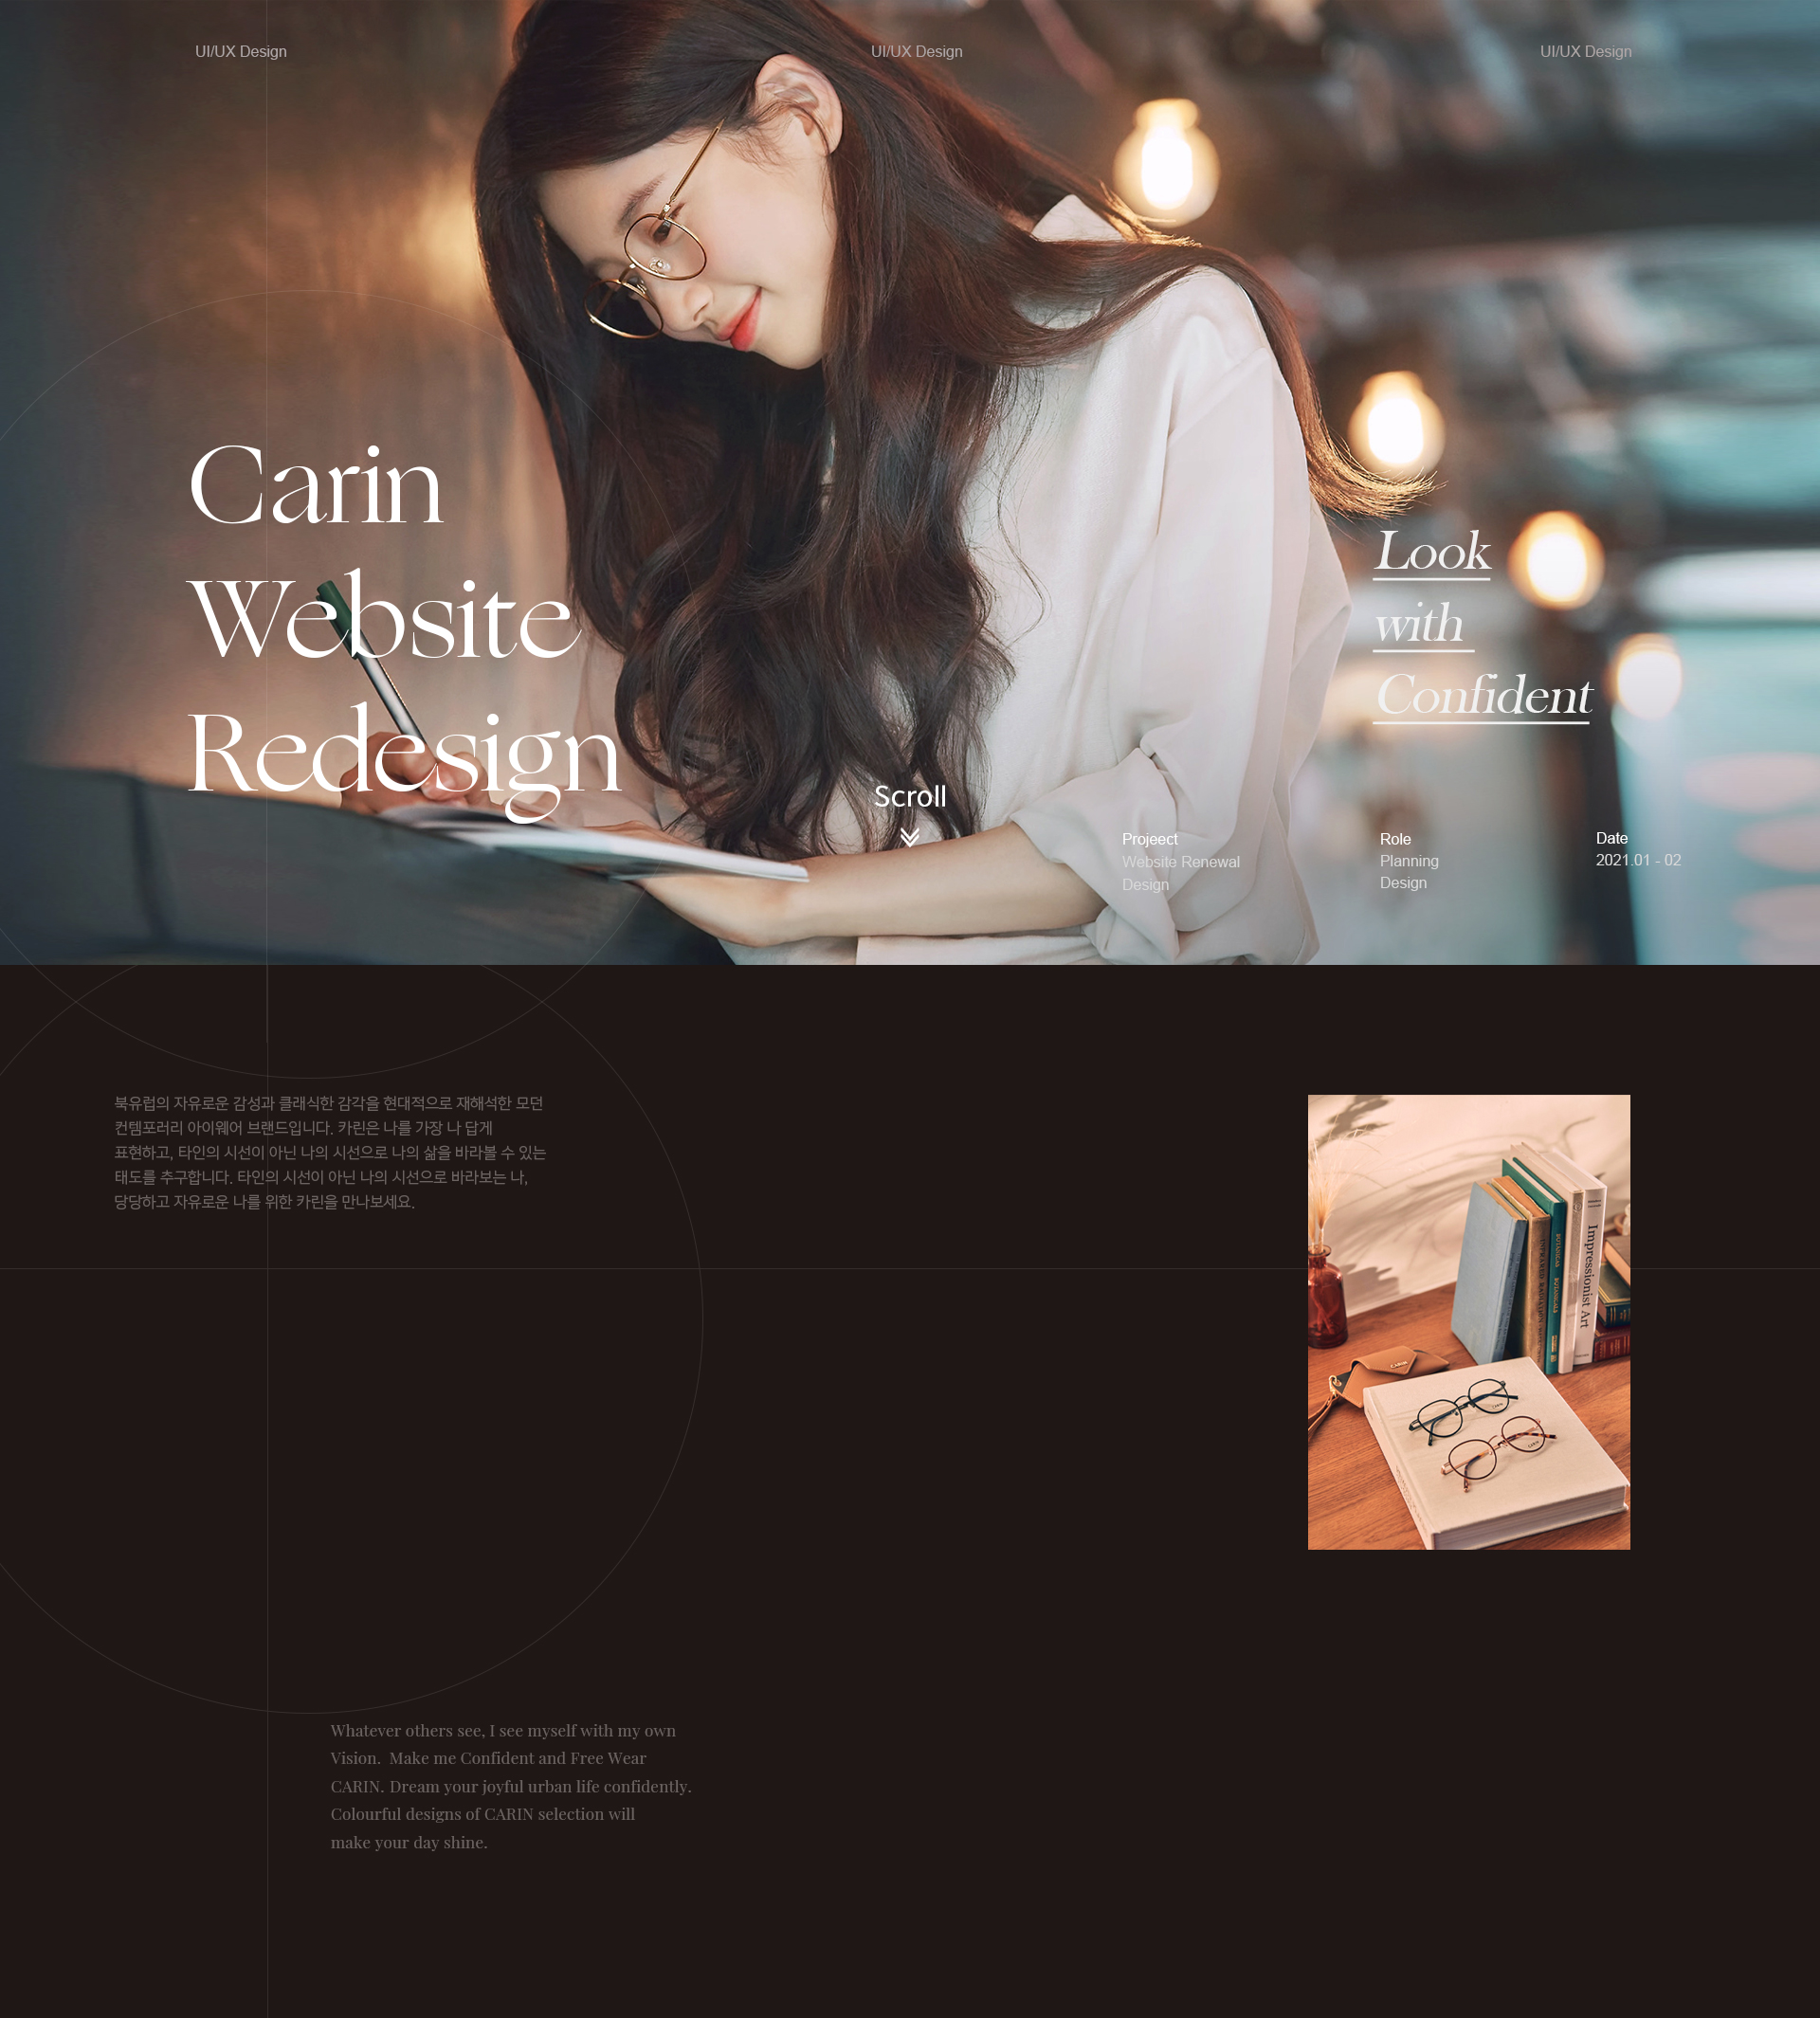 UI/UX Design
UI/UX Design
UI/UX Design
Carin
Website
Redesign
Look
with
Confident
Scroll
Projeect
Website Renewal
Design
Role
Planning
Design
Date
2021.01 - 02
북유럽의 자유로운 감성과 클래식한 감각을 현대적으로 재해석한 모던
컨템포러리 아이웨어 브랜드입니다. 카린은 나를 가장 나 답게
표현하고, 타인의 시선이 아닌 나의 시선으로 나의 삶을 바라볼 수 있는
태도를 추구합니다. 타인의 시선이 아닌 나의 시선으로 바라보는 나,
당당하고 자유로운 나를 위한 카린을 만나보세요.
Impressionist Art
CARIN
Whatever others see, I see myself with my own
Vision.  Make me Confident and Free Wear
CARIN. Dream your joyful urban life confidently.
Colourful designs of CARIN selection will
make your day shine.